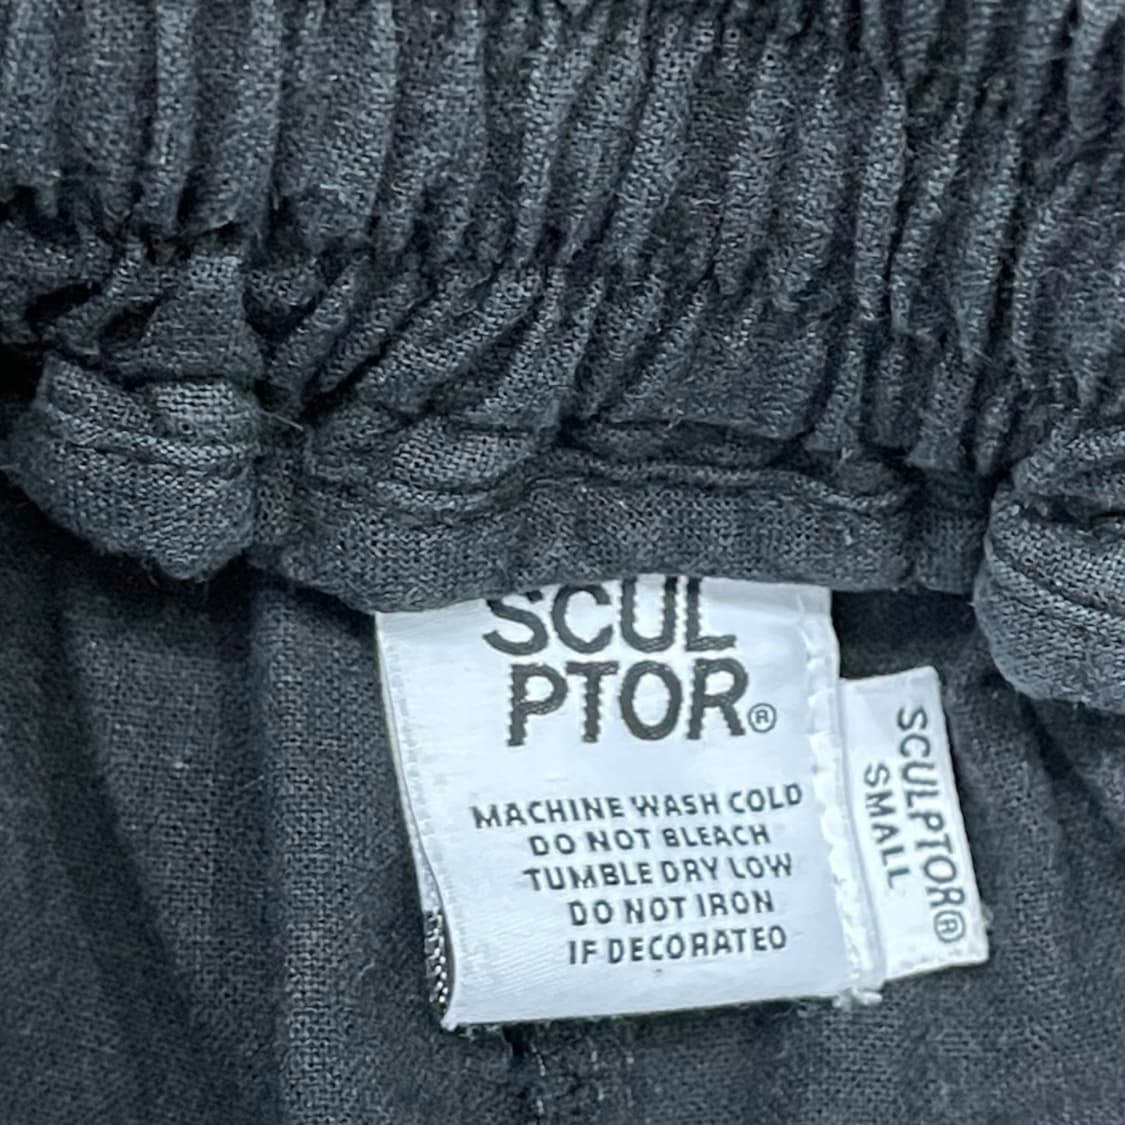 SCUL
PTOR®
MACHINE WASH COLD
DO NOT BLEACH
TUMBLE DRY LOW
DO NOT IRON
IF DECORATED
SCULPTOR®
SMALL